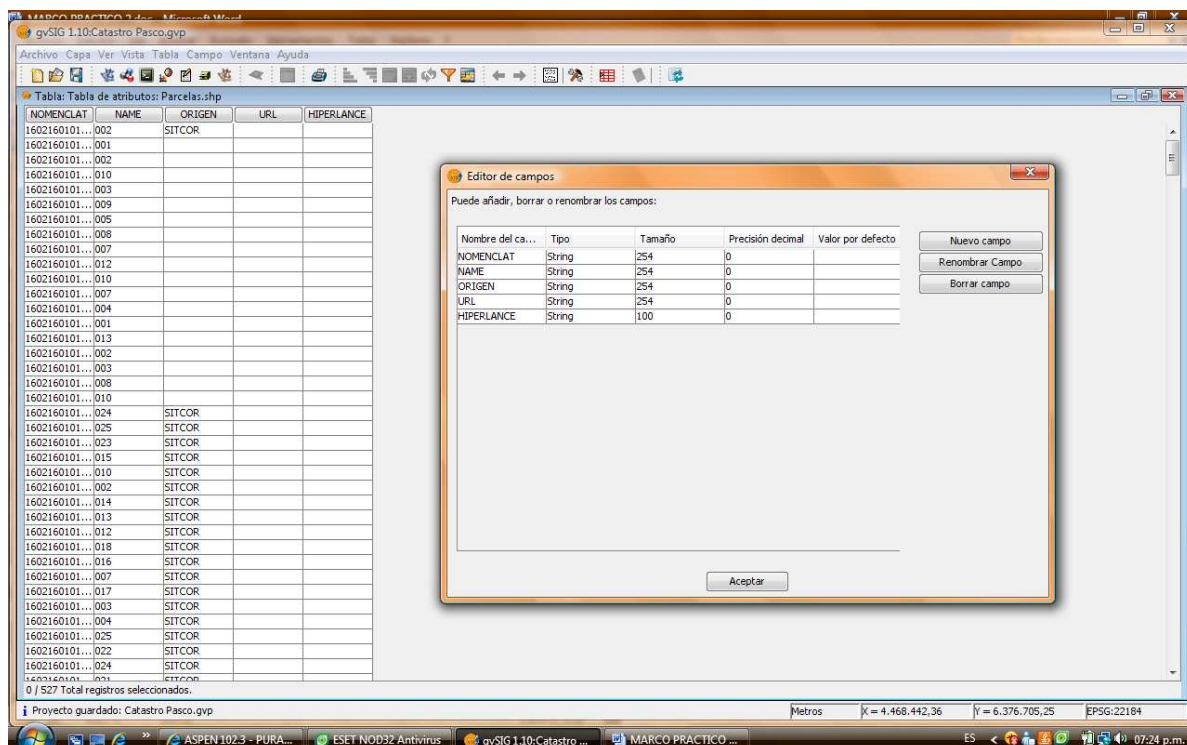 MARCO PRACTICO 2.doc - Microsoft Word
gvSIG 1.10:Catastro Pasco.gvp
Archivo Capa Ver Vista Tabla Campo Ventana Ayuda
Tabla: Tabla de atributos: Parcelas.shp
NOMENCLAT NAME ORIGEN URL HIPERLANCE
1602160101... 002 SITCOR
1602160101... 001
1602160101... 002
1602160101... 010
1602160101... 003
1602160101... 009
1602160101... 005
1602160101... 008
1602160101... 007
1602160101... 012
1602160101... 010
1602160101... 007
1602160101... 004
1602160101... 001
1602160101... 013
1602160101... 002
1602160101... 003
1602160101... 008
1602160101... 010
1602160101... 024 SITCOR
1602160101... 025 SITCOR
1602160101... 023 SITCOR
1602160101... 015 SITCOR
1602160101... 010 SITCOR
1602160101... 002 SITCOR
1602160101... 014 SITCOR
1602160101... 013 SITCOR
1602160101... 012 SITCOR
1602160101... 018 SITCOR
1602160101... 016 SITCOR
1602160101... 007 SITCOR
1602160101... 017 SITCOR
1602160101... 003 SITCOR
1602160101... 004 SITCOR
1602160101... 025 SITCOR
1602160101... 022 SITCOR
1602160101... 024 SITCOR
1602160101... 021 SITCOR
0 / 527 Total registros seleccionados.
Editor de campos
Puede añadir, borrar o renombrar los campos:
Nombre del ca... Tipo Tamaño Precisión decimal Valor por defecto
NOMENCLAT String 254 0
NAME String 254 0
ORIGEN String 254 0
URL String 254 0
HIPERLANCE String 100 0
Nuevo campo
Renombrar Campo
Borrar campo
Aceptar
Proyecto guardado: Catastro Pasco.gvp Metros X = 4.468.442,36 Y = 6.376.705,25 EPSG:22184
ASPEN 102.3 - PURA... ESET NOD32 Antivirus gvSIG 1.10:Catastro ... MARCO PRACTICO ... ES 07:24 p.m.